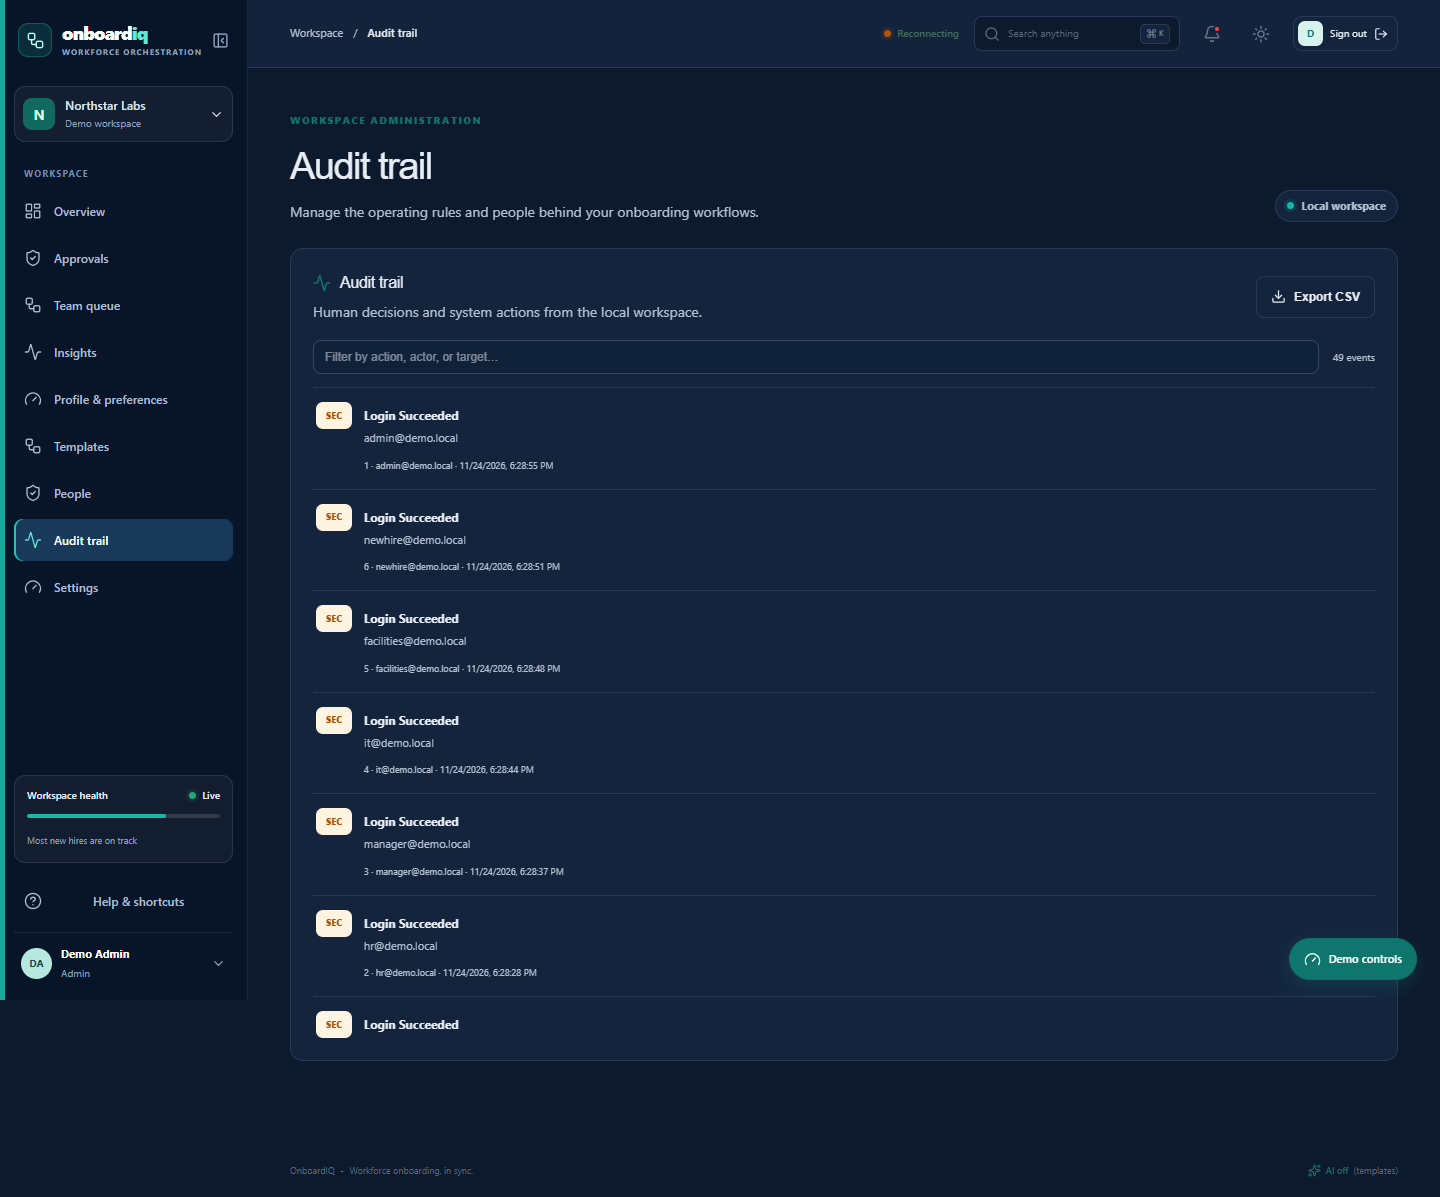 onboardiq
WORKFORCE ORCHESTRATION
N
Northstar Labs
Demo workspace
WORKSPACE
Overview
Approvals
Team queue
Insights
Profile & preferences
Templates
People
Audit trail
Settings
Workspace health
Live
Most new hires are on track
Help & shortcuts
DA
Demo Admin
Admin
Workspace / Audit trail
Reconnecting
Search anything
⌘ K
D
Sign out
WORKSPACE ADMINISTRATION
Audit trail
Manage the operating rules and people behind your onboarding workflows.
Local workspace
Audit trail
Human decisions and system actions from the local workspace.
Export CSV
Filter by action, actor, or target...
49 events
SEC
Login Succeeded
admin@demo.local
1 · admin@demo.local · 11/24/2026, 6:28:55 PM
SEC
Login Succeeded
newhire@demo.local
6 · newhire@demo.local · 11/24/2026, 6:28:51 PM
SEC
Login Succeeded
facilities@demo.local
5 · facilities@demo.local · 11/24/2026, 6:28:48 PM
SEC
Login Succeeded
it@demo.local
4 · it@demo.local · 11/24/2026, 6:28:44 PM
SEC
Login Succeeded
manager@demo.local
3 · manager@demo.local · 11/24/2026, 6:28:37 PM
SEC
Login Succeeded
hr@demo.local
2 · hr@demo.local · 11/24/2026, 6:28:28 PM
SEC
Login Succeeded
Demo controls
OnboardIQ · Workforce onboarding, in sync.
AI off (templates)